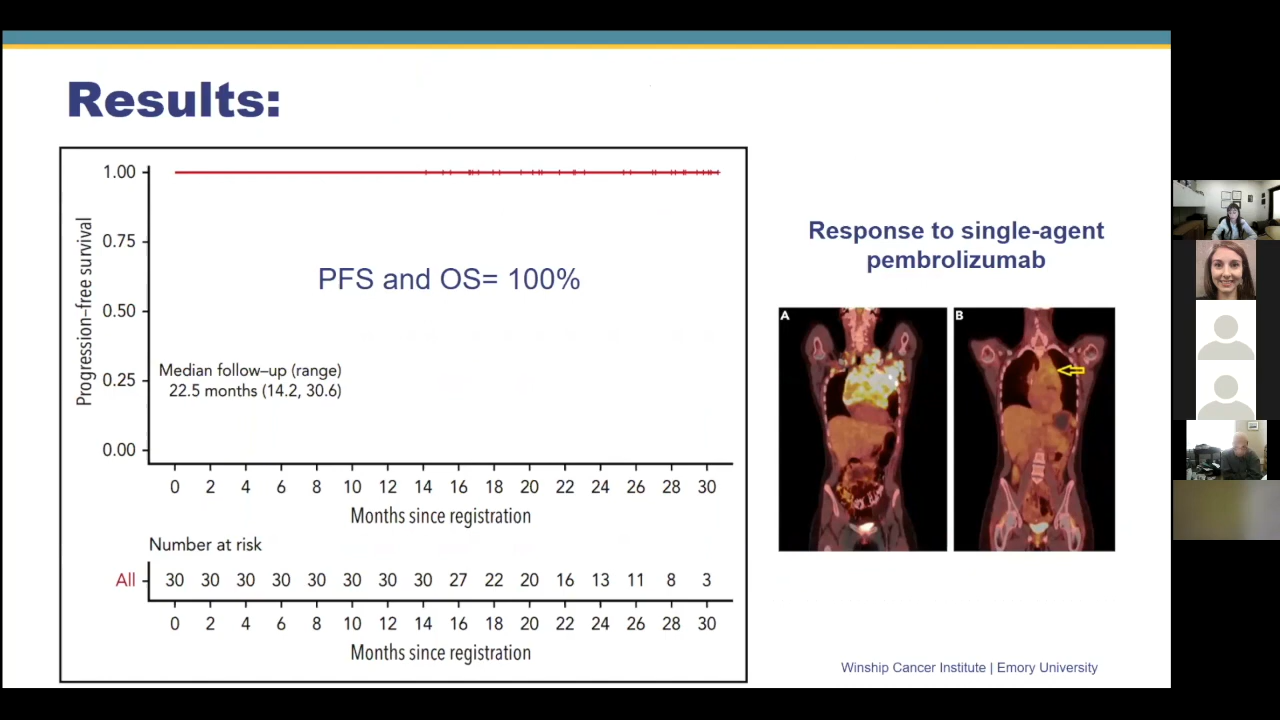 Results:
1.00
0.75
0.50
0.25
0.00
Progression–free survival
PFS and OS= 100%
Median follow–up (range)
22.5 months (14.2, 30.6)
0 2 4 6 8 10 12 14 16 18 20 22 24 26 28 30
Months since registration
Number at risk
All 30 30 30 30 30 30 30 30 27 22 20 16 13 11 8 3
0 2 4 6 8 10 12 14 16 18 20 22 24 26 28 30
Months since registration
Response to single-agent
pembrolizumab
A
B
Winship Cancer Institute | Emory University